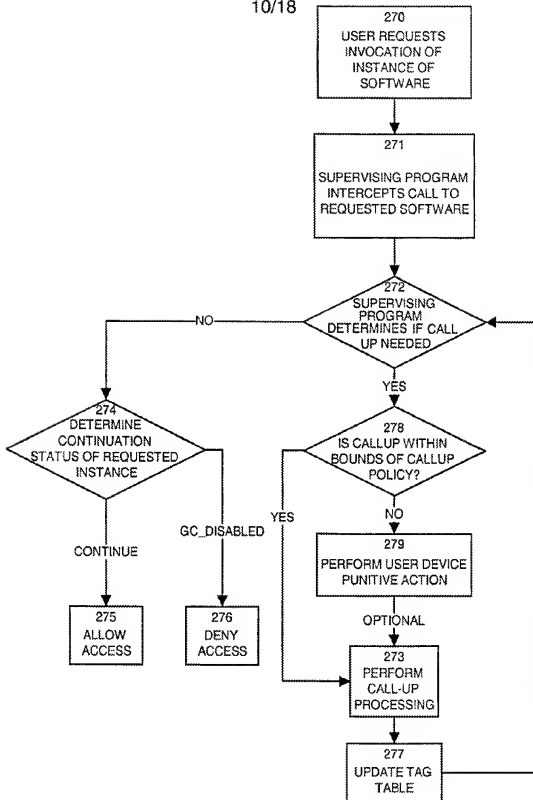 10/18
270
USER REQUESTS
INVOCATION OF
INSTANCE OF
SOFTWARE
271
SUPERVISING PROGRAM
INTERCEPTS CALL TO
REQUESTED SOFTWARE
272
SUPERVISING
PROGRAM
DETERMINES IF CALL
UP NEEDED
NO
YES
274
DETERMINE
CONTINUATION
STATUS OF REQUESTED
INSTANCE
278
IS CALLUP WITHIN
BOUNDS OF CALLUP
POLICY?
YES
NO
GC_DISABLED
CONTINUE
279
PERFORM USER DEVICE
PUNITIVE ACTION
275
ALLOW
ACCESS
276
DENY
ACCESS
OPTIONAL
273
PERFORM
CALL-UP
PROCESSING
277
UPDATE TAG
TABLE